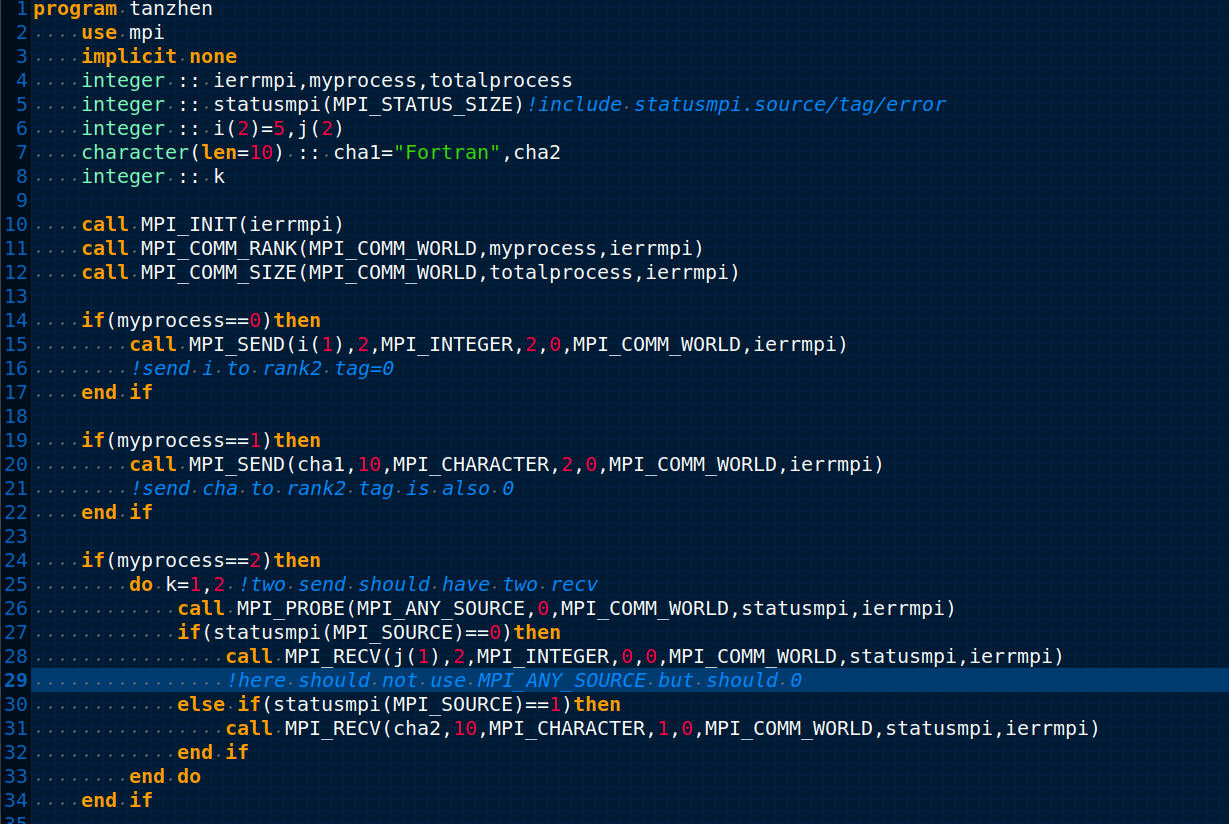 1 program tanzhen
2 use mpi
3 implicit none
4 integer :: ierrmpi,myprocess,totalprocess
5 integer :: statusmpi(MPI_STATUS_SIZE)!include statusmpi.source/tag/error
6 integer :: i(2)=5,j(2)
7 character(len=10) :: cha1="Fortran",cha2
8 integer :: k
9
10 call MPI_INIT(ierrmpi)
11 call MPI_COMM_RANK(MPI_COMM_WORLD,myprocess,ierrmpi)
12 call MPI_COMM_SIZE(MPI_COMM_WORLD,totalprocess,ierrmpi)
13
14 if(myprocess==0)then
15 call MPI_SEND(i(1),2,MPI_INTEGER,2,0,MPI_COMM_WORLD,ierrmpi)
16 !send i to rank2 tag=0
17 end if
18
19 if(myprocess==1)then
20 call MPI_SEND(cha1,10,MPI_CHARACTER,2,0,MPI_COMM_WORLD,ierrmpi)
21 !send cha to rank2 tag is also 0
22 end if
23
24 if(myprocess==2)then
25 do k=1,2 !two send should have two recv
26 call MPI_PROBE(MPI_ANY_SOURCE,0,MPI_COMM_WORLD,statusmpi,ierrmpi)
27 if(statusmpi(MPI_SOURCE)==0)then
28 call MPI_RECV(j(1),2,MPI_INTEGER,0,0,MPI_COMM_WORLD,statusmpi,ierrmpi)
29 !here should not use MPI_ANY_SOURCE but should 0
30 else if(statusmpi(MPI_SOURCE)==1)then
31 call MPI_RECV(cha2,10,MPI_CHARACTER,1,0,MPI_COMM_WORLD,statusmpi,ierrmpi)
32 end if
33 end do
34 end if
35